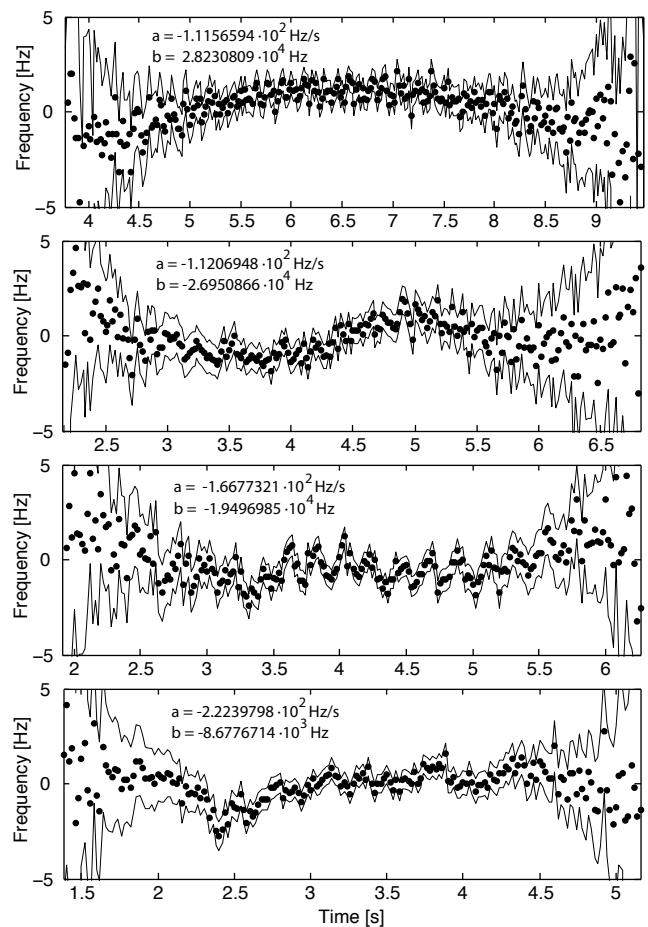 5
a = -1.1156594 ·10² Hz/s
b = 2.8230809 ·10⁴ Hz
Frequency [Hz]
0
−5
4 4.5 5 5.5 6 6.5 7 7.5 8 8.5 9
5
a = -1.1206948 ·10² Hz/s
b = -2.6950866 ·10⁴ Hz
Frequency [Hz]
0
−5
2.5 3 3.5 4 4.5 5 5.5 6 6.5
5
a = -1.6677321 ·10² Hz/s
b = -1.9496985 ·10⁴ Hz
Frequency [Hz]
0
−5
2 2.5 3 3.5 4 4.5 5 5.5 6
5
a = -2.2239798 ·10² Hz/s
b = -8.6776714 ·10³ Hz
Frequency [Hz]
0
−5
1.5 2 2.5 3 3.5 4 4.5 5
Time [s]